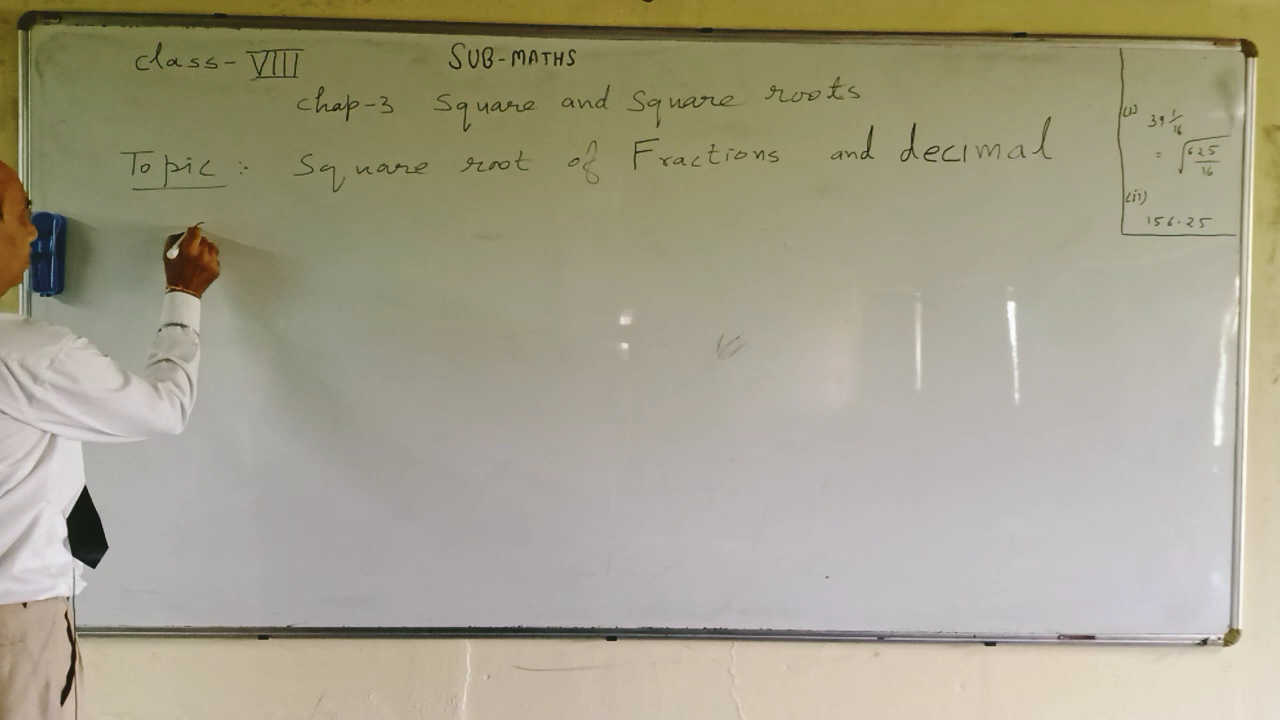 Class- VIII
SUB-MATHS
Chap-3 Square and Square roots
Topic :- Square root of Fractions and decimal
(i)
39 1/16
= √625/16
(ii)
156.25